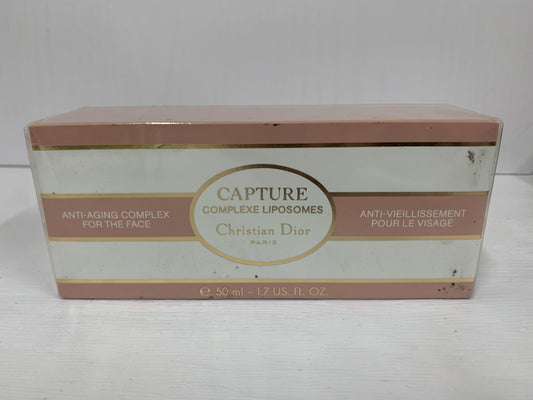 CAPTURE
COMPLEXE LIPOSOMES
Christian Dior
PARIS
ANTI-AGING COMPLEX
FOR THE FACE
ANTI-VIEILLISSEMENT
POUR LE VISAGE
℮ 50 ml - 1.7 US. FL. OZ.